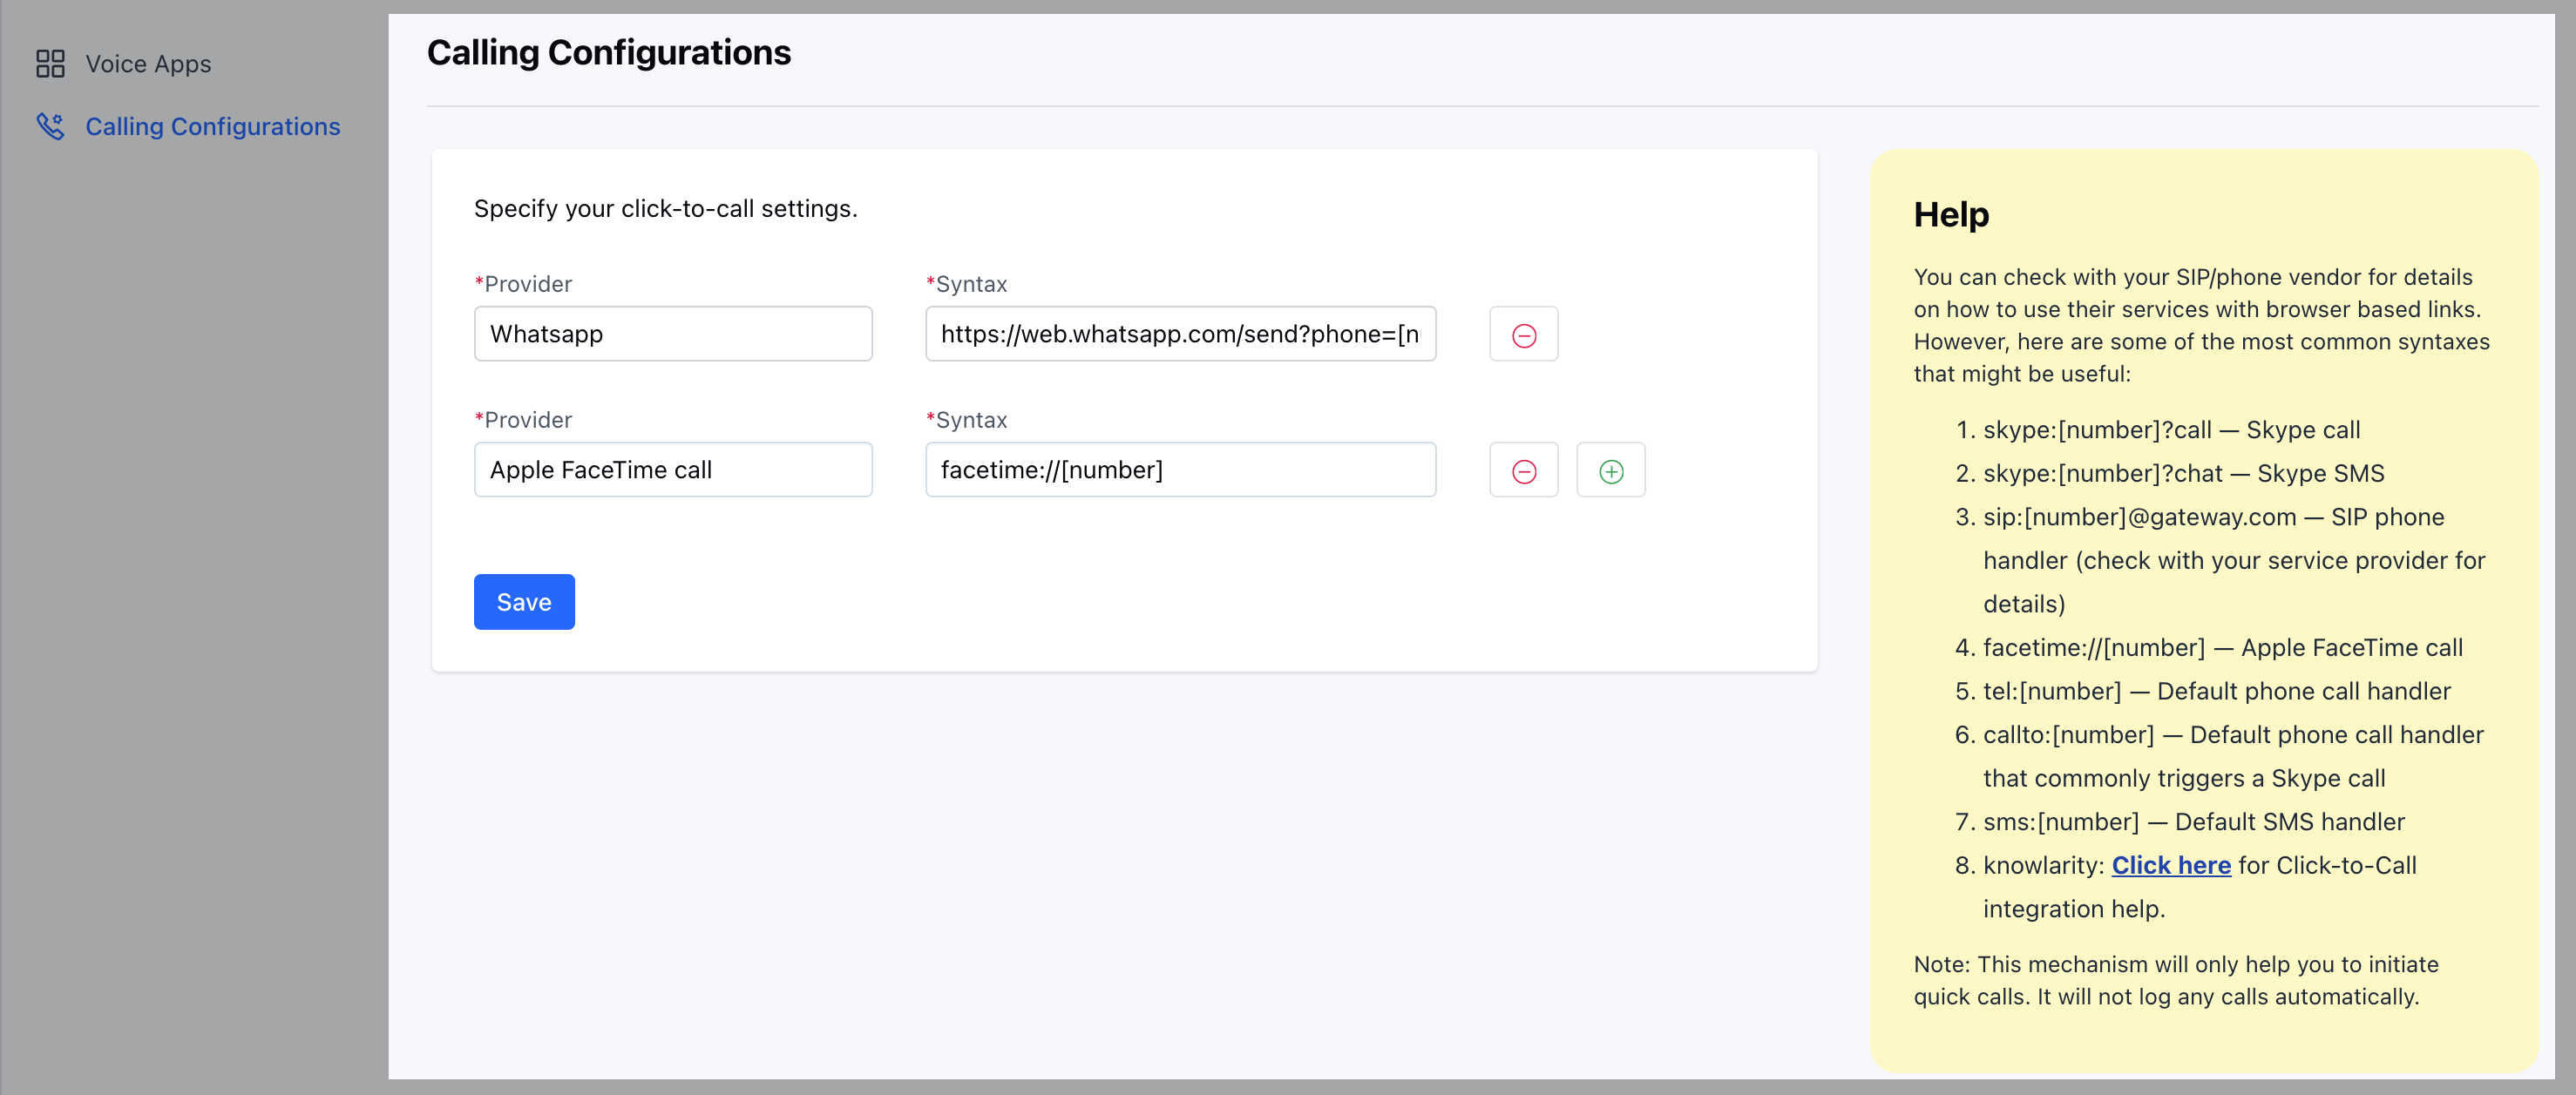 Voice Apps
Calling Configurations
Calling Configurations
Specify your click-to-call settings.
*Provider
*Syntax
Whatsapp
https://web.whatsapp.com/send?phone=[n
*Provider
*Syntax
Apple FaceTime call
facetime://[number]
Save
Help
You can check with your SIP/phone vendor for details
on how to use their services with browser based links.
However, here are some of the most common syntaxes
that might be useful:
1. skype:[number]?call — Skype call
2. skype:[number]?chat — Skype SMS
3. sip:[number]@gateway.com — SIP phone
handler (check with your service provider for
details)
4. facetime://[number] — Apple FaceTime call
5. tel:[number] — Default phone call handler
6. callto:[number] — Default phone call handler
that commonly triggers a Skype call
7. sms:[number] — Default SMS handler
8. knowlarity: Click here for Click-to-Call
integration help.
Note: This mechanism will only help you to initiate
quick calls. It will not log any calls automatically.